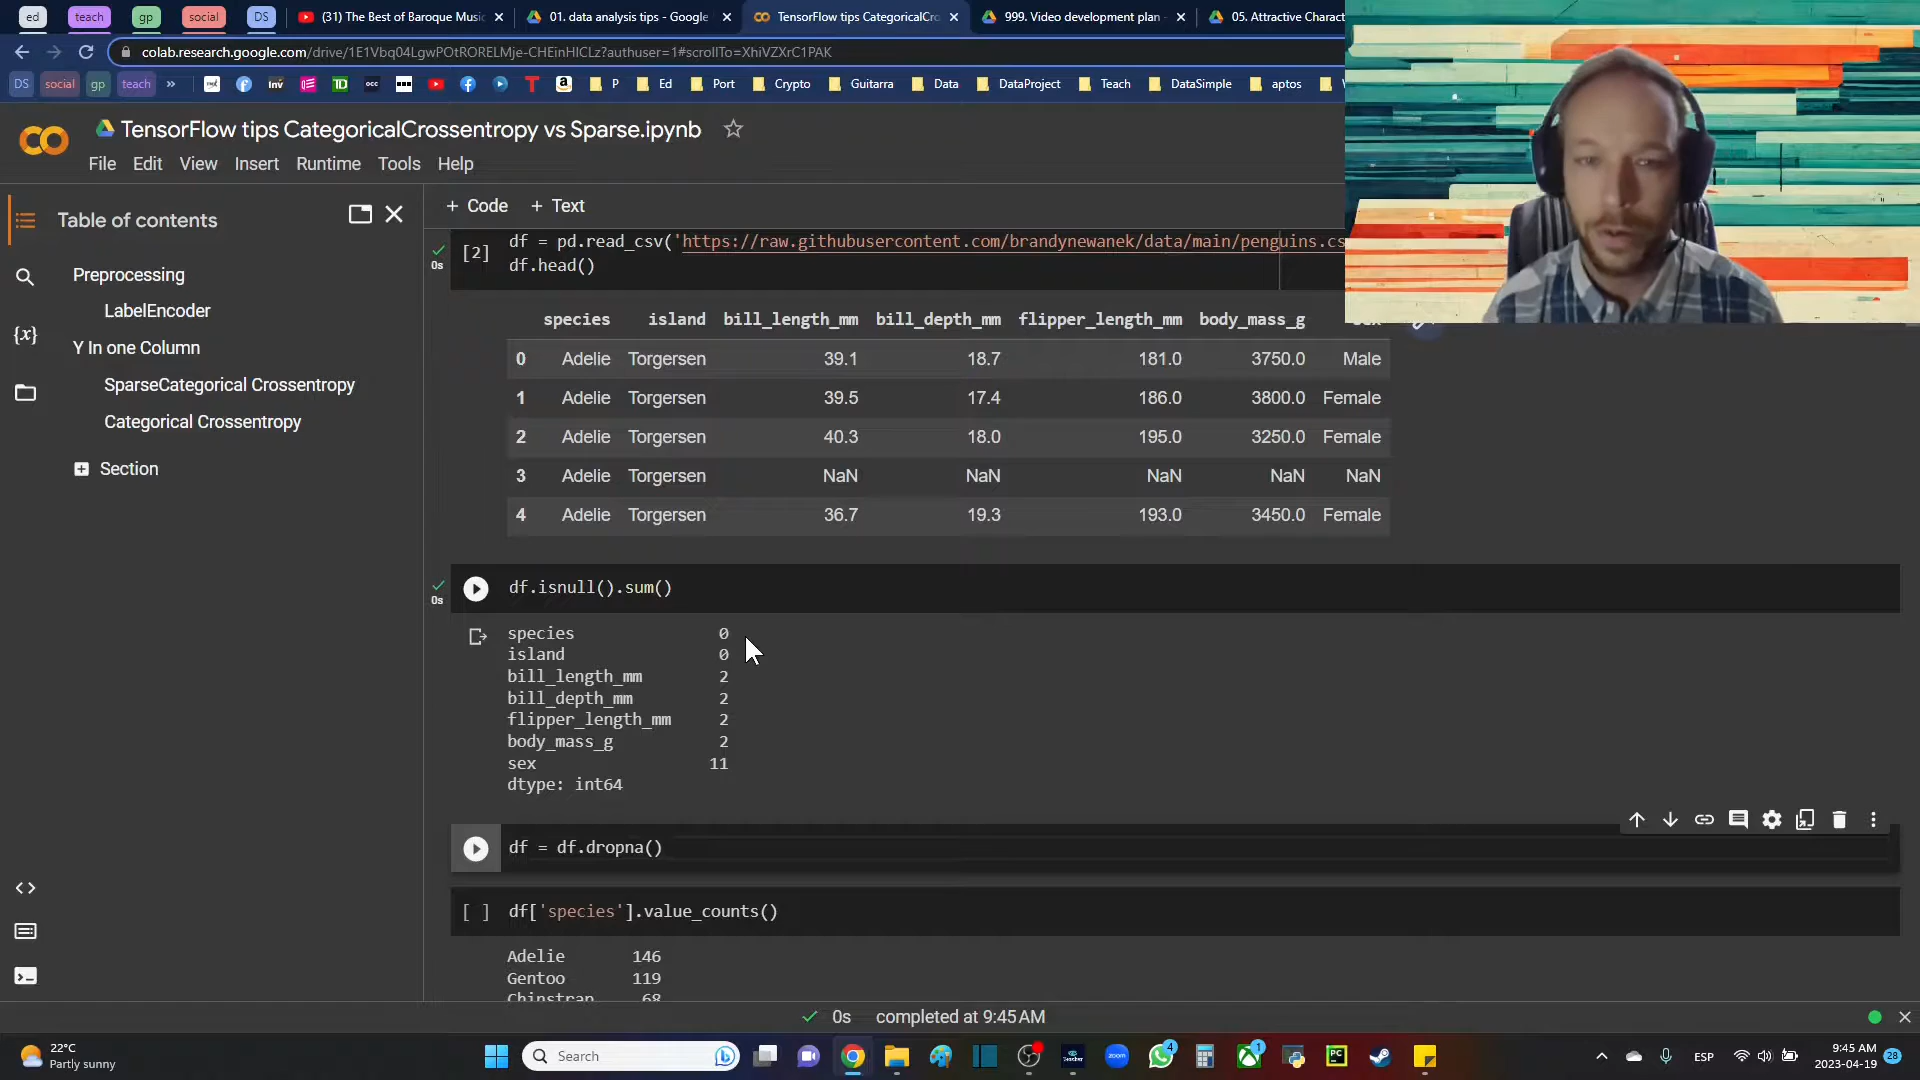 ed
teach
gp
social
DS
(31) The Best of Baroque Music
01. data analysis tips - Google
TensorFlow tips CategoricalCro
999. Video development plan -
05. Attractive Charact
colab.research.google.com/drive/1E1Vbq04LgwPOtRORELMje-CHEinHICLz?authuser=1#scrollTo=XhiVZXrC1PAK
DS
social
gp
teach
»
P
Ed
Port
Crypto
Guitarra
Data
DataProject
Teach
DataSimple
aptos
TensorFlow tips CategoricalCrossentropy vs Sparse.ipynb
File Edit View Insert Runtime Tools Help
Table of contents
Preprocessing
LabelEncoder
Y In one Column
SparseCategorical Crossentropy
Categorical Crossentropy
Section
+ Code + Text
0s
[2] df = pd.read_csv('https://raw.githubusercontent.com/brandynewanek/data/main/penguins.cs
df.head()
species island bill_length_mm bill_depth_mm flipper_length_mm body_mass_g
0 Adelie Torgersen 39.1 18.7 181.0 3750.0 Male
1 Adelie Torgersen 39.5 17.4 186.0 3800.0 Female
2 Adelie Torgersen 40.3 18.0 195.0 3250.0 Female
3 Adelie Torgersen NaN NaN NaN NaN NaN
4 Adelie Torgersen 36.7 19.3 193.0 3450.0 Female
0s
df.isnull().sum()
species 0
island 0
bill_length_mm 2
bill_depth_mm 2
flipper_length_mm 2
body_mass_g 2
sex 11
dtype: int64
df = df.dropna()
[ ] df['species'].value_counts()
Adelie 146
Gentoo 119
Chinstrap 68
0s completed at 9:45 AM
22°C
Partly sunny
Search
ESP
9:45 AM
2023-04-19
28